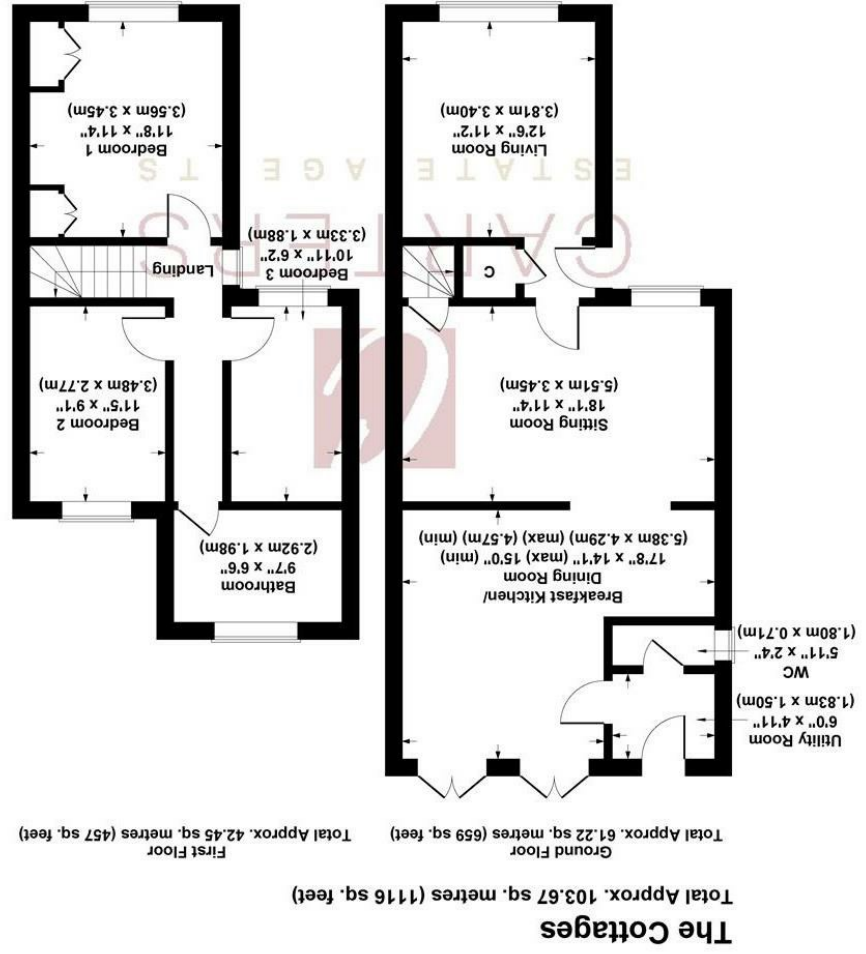 The Cottages
Total Approx. 103.67 sq. metres (1116 sq. feet)
Ground Floor
Total Approx. 61.22 sq. metres (659 sq. feet)
First Floor
Total Approx. 42.45 sq. metres (457 sq. feet)
Utility Room
6'0" x 4'11"
(1.83m x 1.50m)
WC
5'11" x 2'4"
(1.80m x 0.71m)
Breakfast Kitchen/
Dining Room
17'8" x 14'1" (max) 15'0" (min)
(5.38m x 4.29m) (max) (4.57m) (min)
Sitting Room
18'1" x 11'4"
(5.51m x 3.45m)
C
Living Room
12'6" x 11'2"
(3.81m x 3.40m)
Bathroom
9'7" x 6'6"
(2.92m x 1.98m)
Bedroom 2
11'5" x 9'1"
(3.48m x 2.77m)
Bedroom 3
10'11" x 6'2"
(3.33m x 1.88m)
Landing
Bedroom 1
11'8" x 11'4"
(3.56m x 3.45m)
CARTERS
ESTATE AGE TS